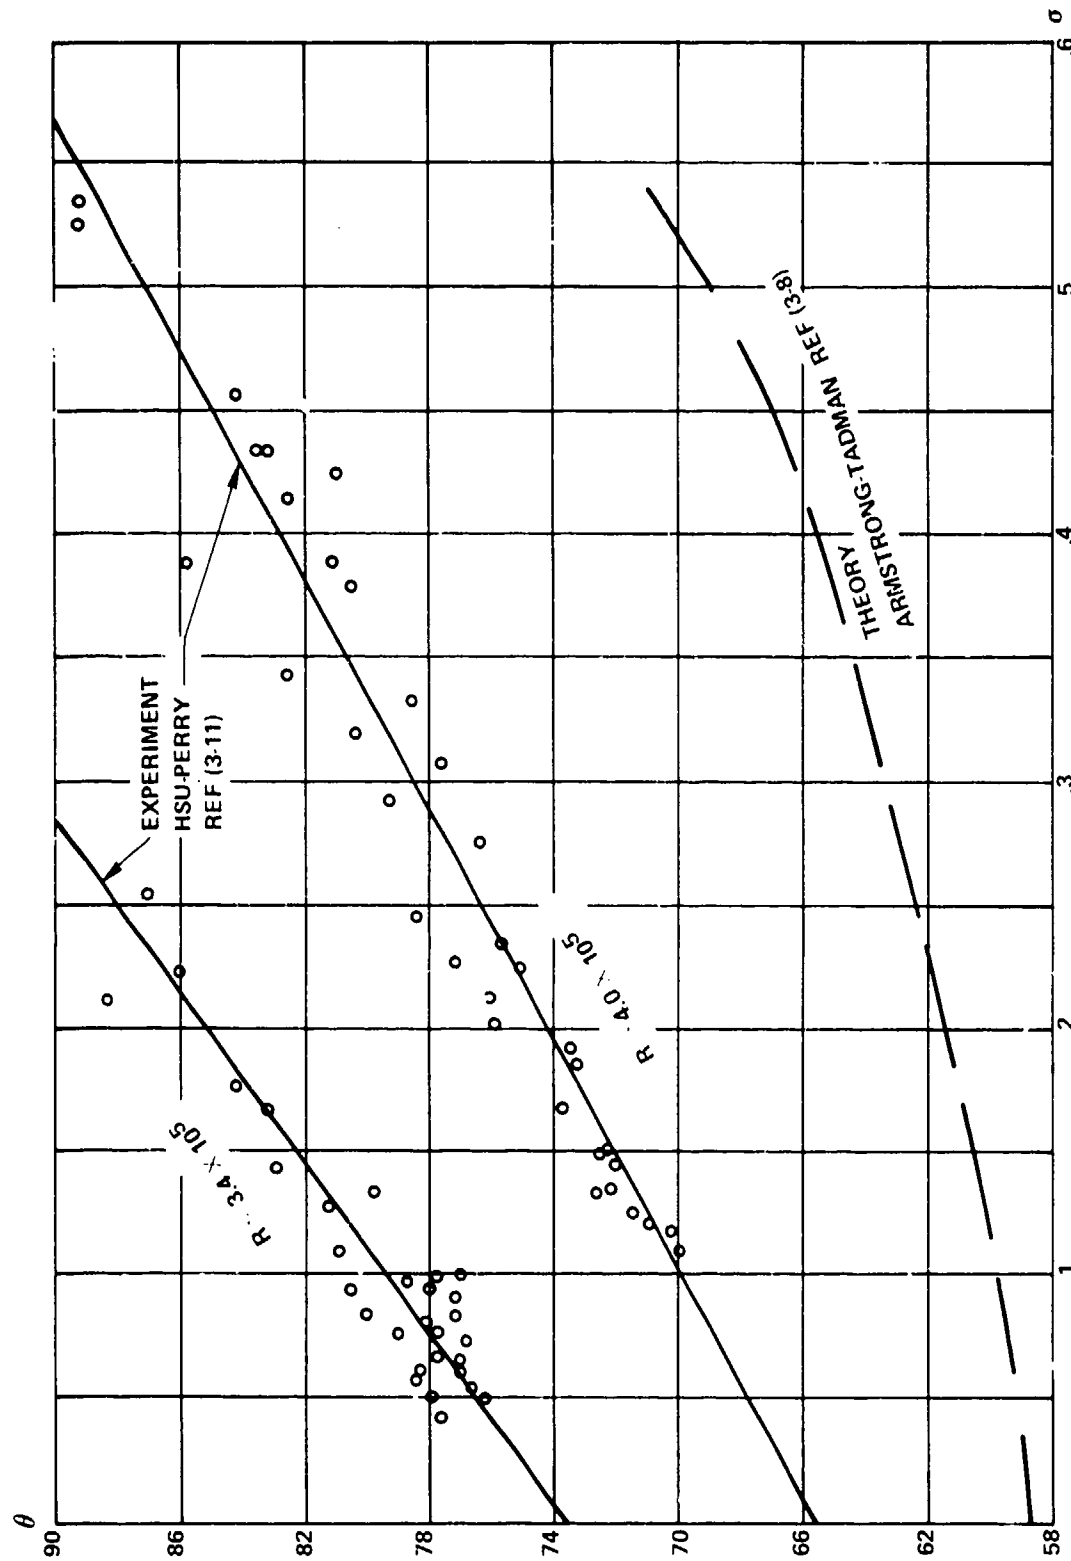 θ
90
86
82
78
74
70
66
62
58
EXPERIMENT
HSU-PERRY
REF (3-11)
R 3.4 × 10⁵
R 4.0 × 10⁵
THEORY
ARMSTRONG-TADMAN REF (3-8)
.1
.2
.3
.4
.5
.6
σ